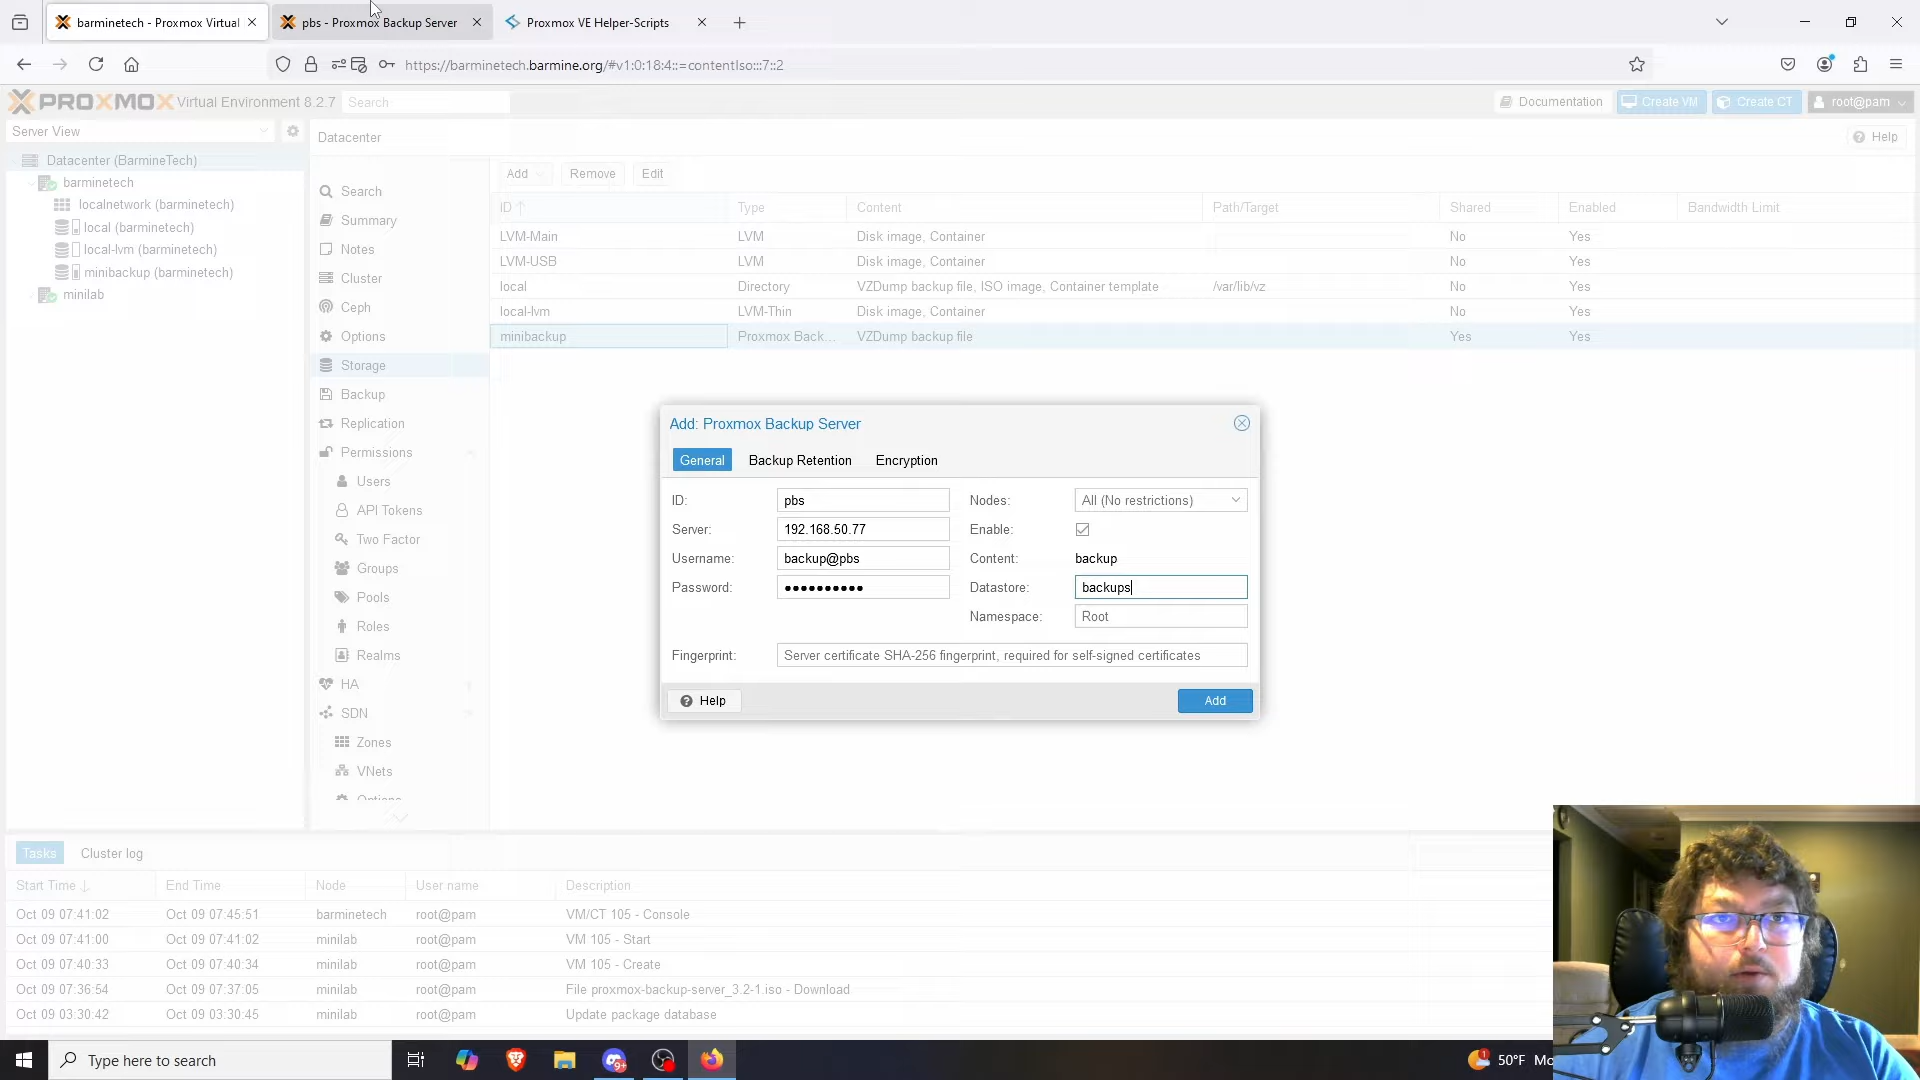 barminetech - Proxmox Virtual
pbs - Proxmox Backup Server
Proxmox VE Helper-Scripts
https://barminetech.barmine.org/#v1:0:18:4::=contentIso:::7::2
PROXMOX Virtual Environment 8.2.7
Search
Documentation
Create VM
Create CT
root@pam
Server View
Datacenter
Help
Datacenter (BarmineTech)
barminetech
localnetwork (barminetech)
local (barminetech)
local-lvm (barminetech)
minibackup (barminetech)
minilab
Search
Summary
Notes
Cluster
Ceph
Options
Storage
Backup
Replication
Permissions
Users
API Tokens
Two Factor
Groups
Pools
Roles
Realms
HA
SDN
Zones
VNets
Options
Add
Remove
Edit
ID Type Content Path/Target Shared Enabled Bandwidth Limit
LVM-Main LVM Disk image, Container No Yes
LVM-USB LVM Disk image, Container No Yes
local Directory VZDump backup file, ISO image, Container template /var/lib/vz No Yes
local-lvm LVM-Thin Disk image, Container No Yes
minibackup Proxmox Back... VZDump backup file Yes Yes
Add: Proxmox Backup Server
General Backup Retention Encryption
ID: pbs Nodes: All (No restrictions)
Server: 192.168.50.77 Enable:
Username: backup@pbs Content: backup
Password: ●●●●●●●●●● Datastore: backups
Namespace: Root
Fingerprint: Server certificate SHA-256 fingerprint, required for self-signed certificates
Help
Add
Tasks Cluster log
Start Time End Time Node User name Description
Oct 09 07:41:02 Oct 09 07:45:51 barminetech root@pam VM/CT 105 - Console
Oct 09 07:41:00 Oct 09 07:41:02 minilab root@pam VM 105 - Start
Oct 09 07:40:33 Oct 09 07:40:34 minilab root@pam VM 105 - Create
Oct 09 07:36:54 Oct 09 07:37:05 minilab root@pam File proxmox-backup-server_3.2-1.iso - Download
Oct 09 03:30:42 Oct 09 03:30:45 minilab root@pam Update package database
Type here to search
9+
1
50°F Mo